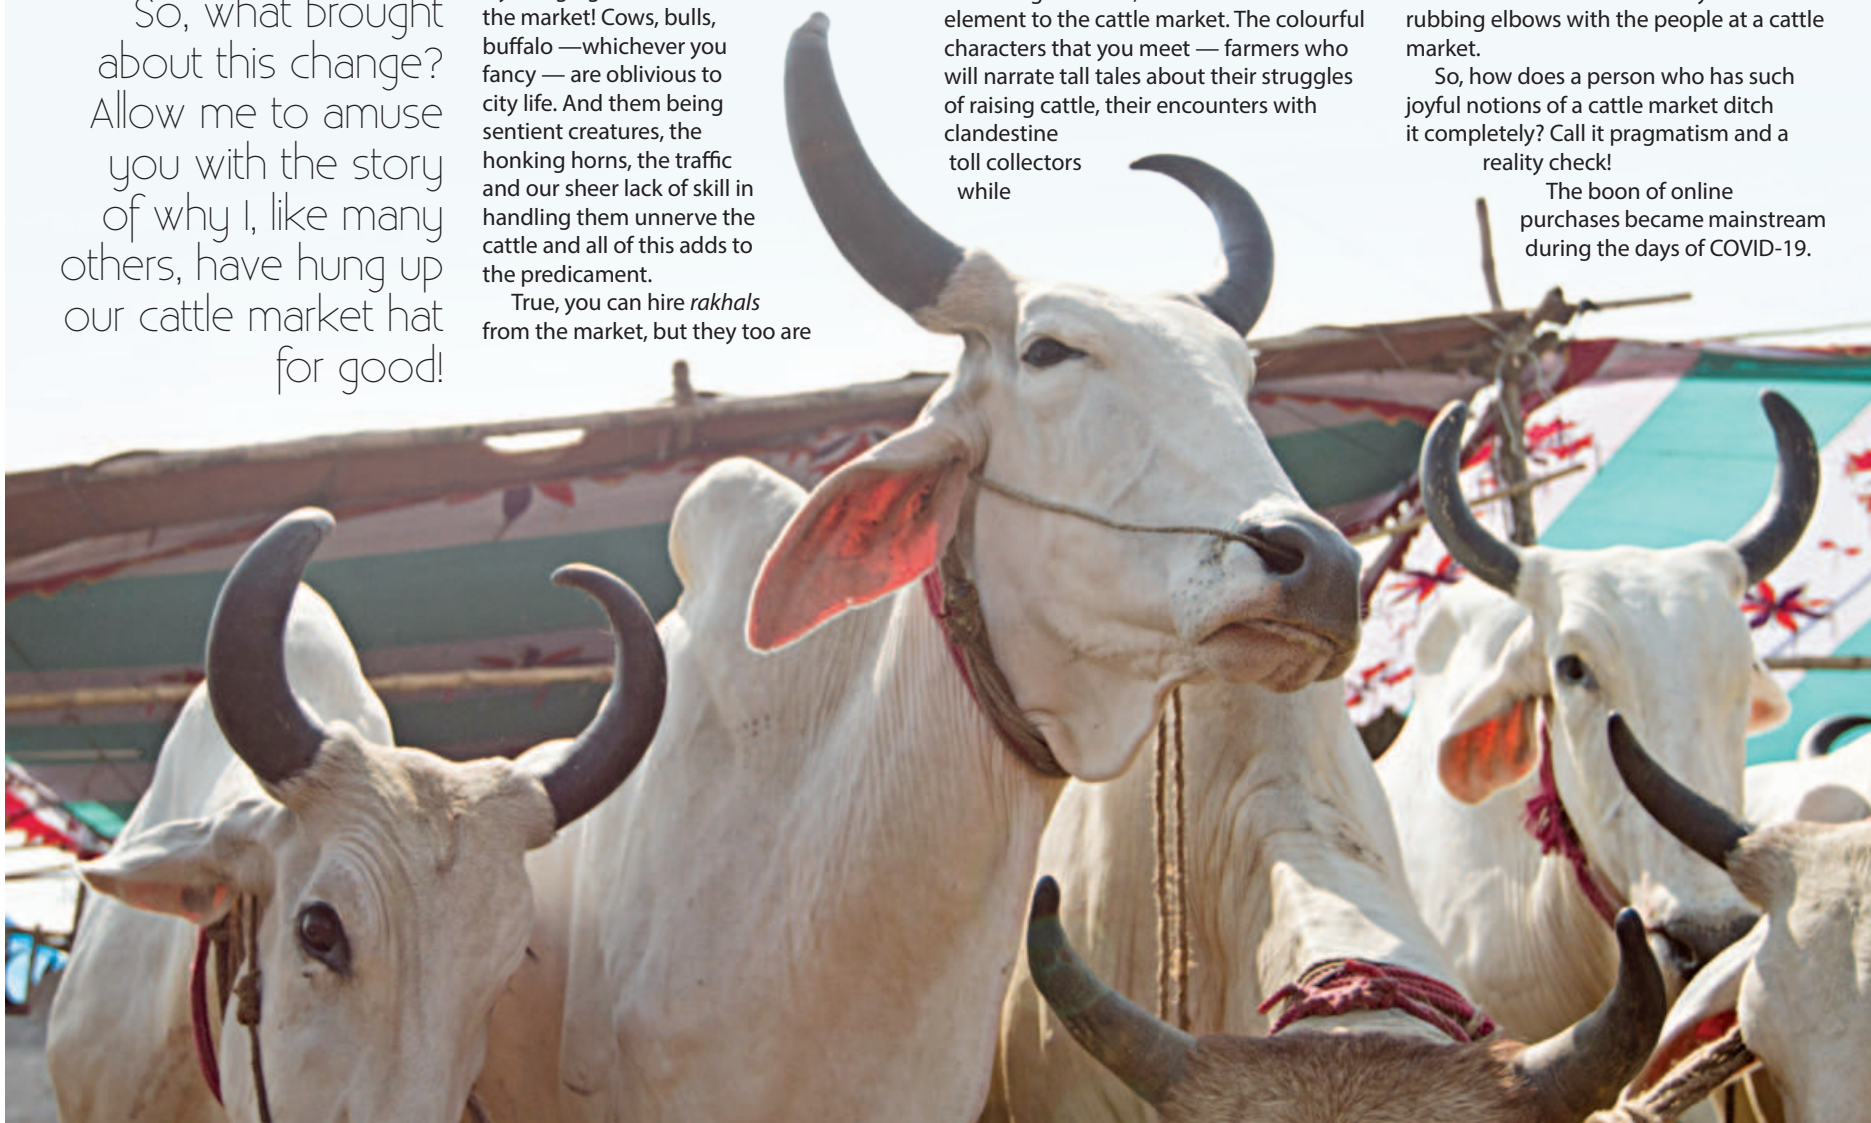 So, what brought
about this change?
Allow me to amuse
you with the story
of why I, like many
others, have hung up
our cattle market hat
for good!
the market! Cows, bulls,
buffalo —whichever you
fancy — are oblivious to
city life. And them being
sentient creatures, the
honking horns, the traffic
and our sheer lack of skill in
handling them unnerve the
cattle and all of this adds to
the predicament.
True, you can hire rakhals
from the market, but they too are
element to the cattle market. The colourful
characters that you meet — farmers who
will narrate tall tales about their struggles
of raising cattle, their encounters with
clandestine
toll collectors
while
rubbing elbows with the people at a cattle
market.
So, how does a person who has such
joyful notions of a cattle market ditch
it completely? Call it pragmatism and a
reality check!
The boon of online
purchases became mainstream
during the days of COVID-19.